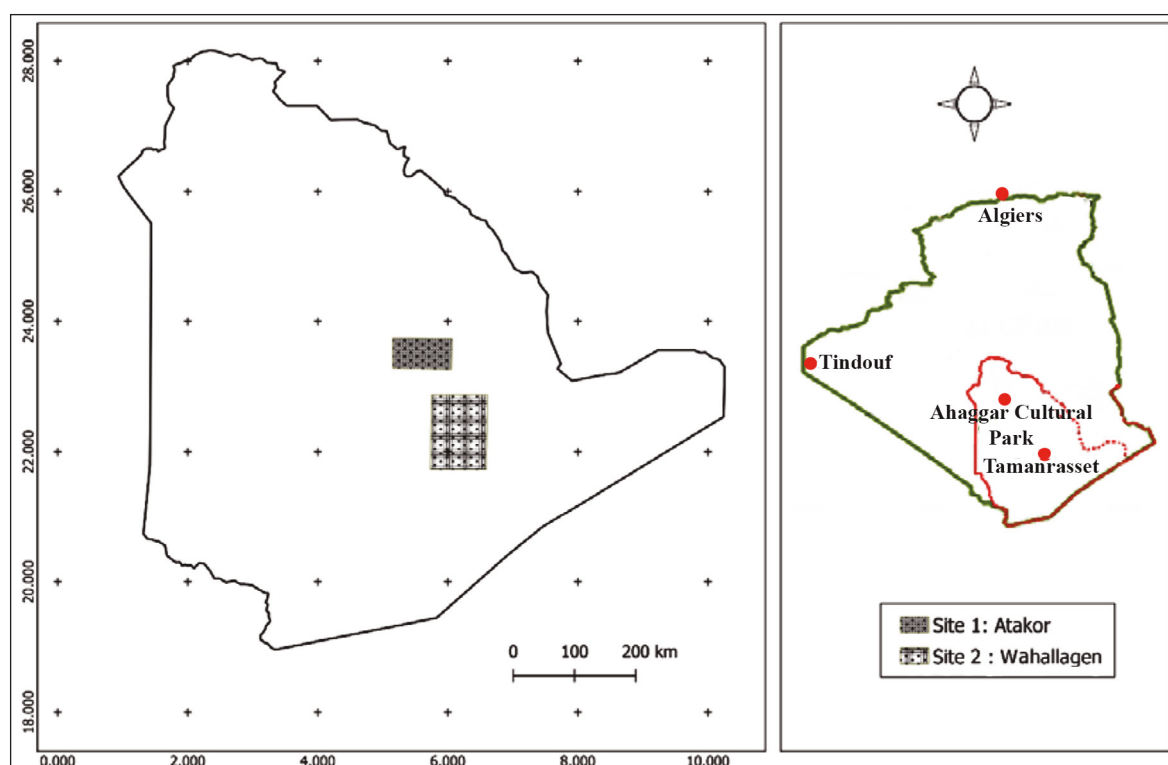 28.000
26.000
24.000
22.000
20.000
18.000
0.000
2.000
4.000
6.000
8.000
10.000
0 100 200 km
Algiers
Tindouf
Ahaggar Cultural
Park
Tamanrasset
Site 1: Atakor
Site 2 : Wahallagen